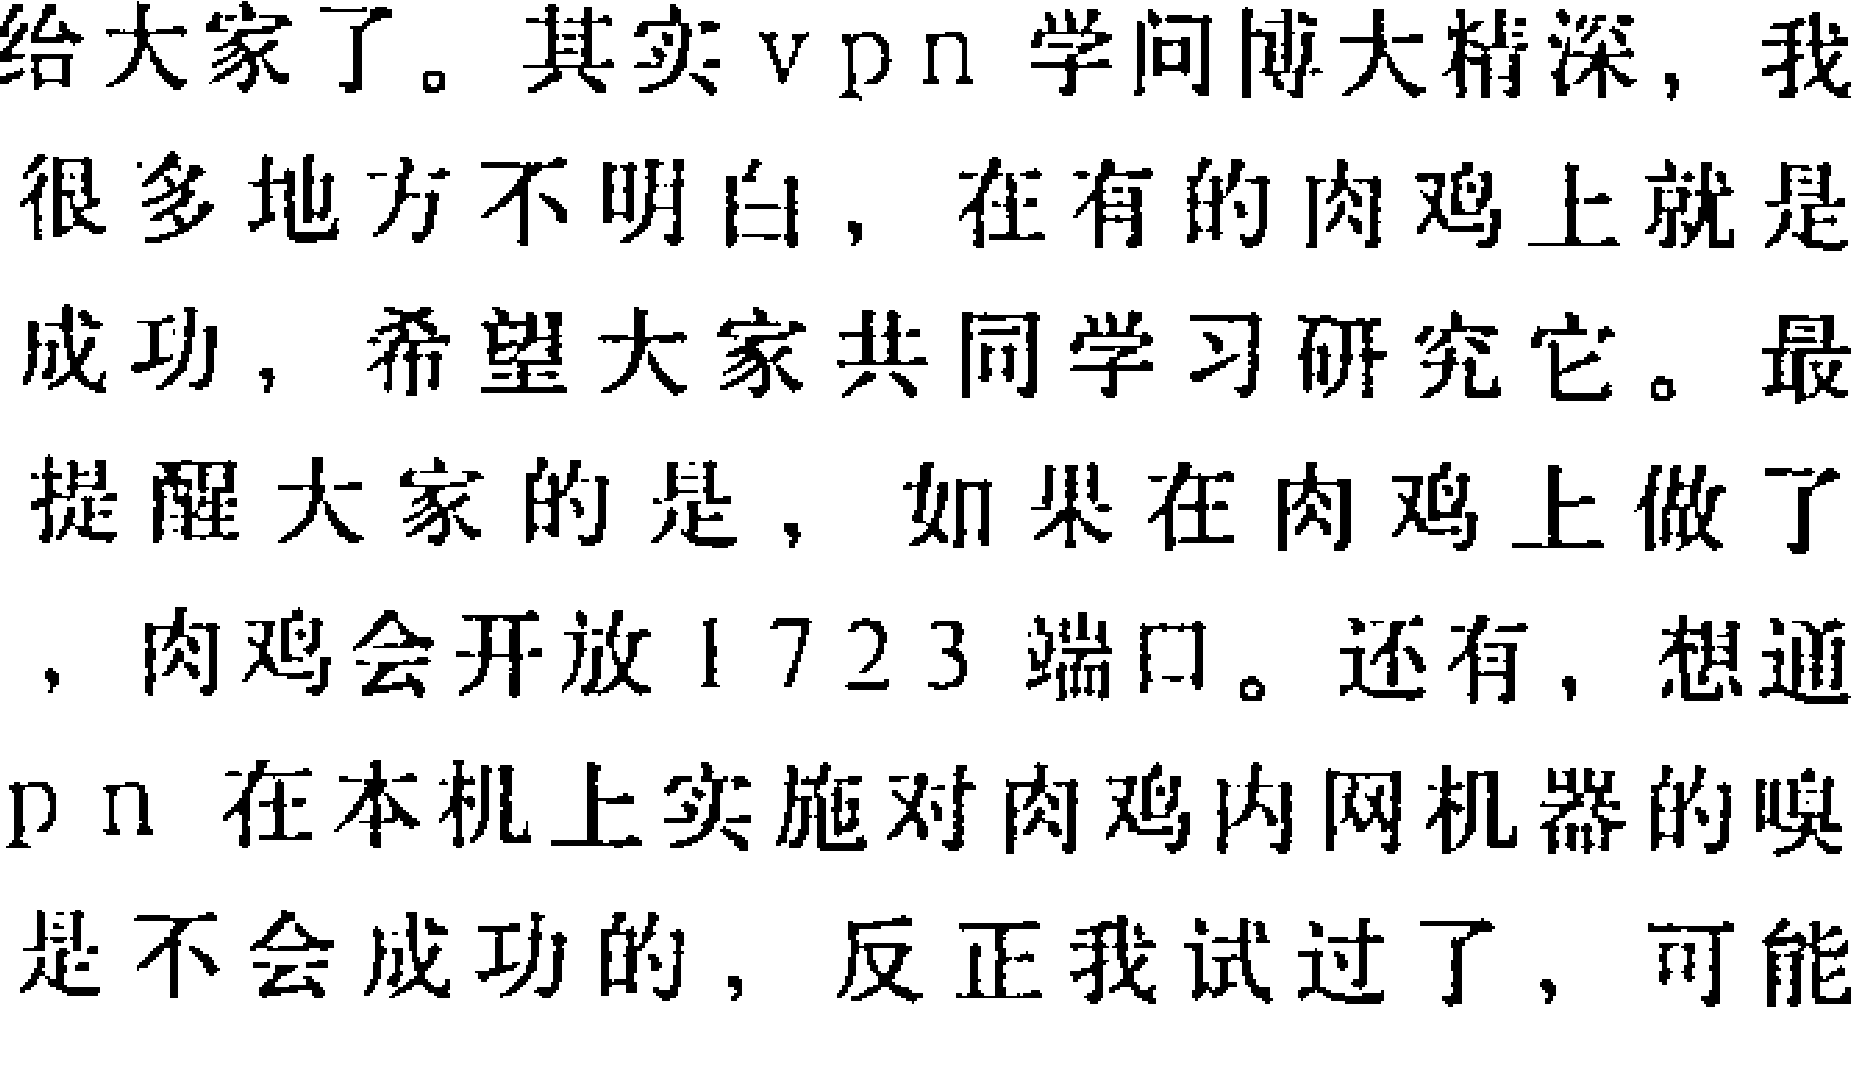 给大家了。其实vpn 学问博大精深，我
很多地方不明白，在有的肉鸡上就是
成功，希望大家共同学习研究它。最
提醒大家的是，如果在肉鸡上做了
，肉鸡会开放1723 端口。还有，想通
pn 在本机上实施对肉鸡内网机器的嗅
是不会成功的，反正我试过了，可能